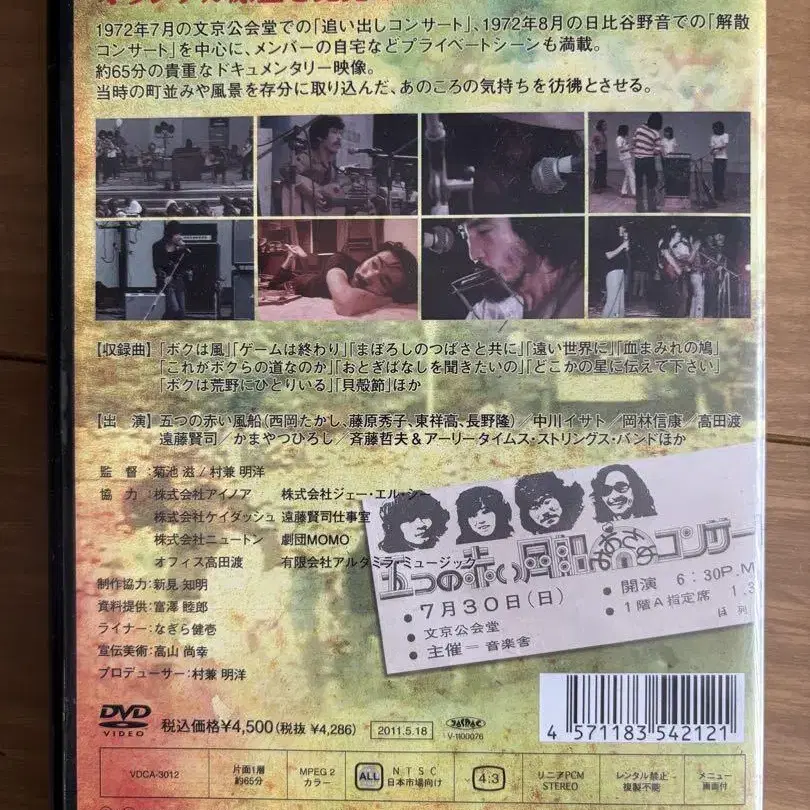 1972年7月の文京公会堂での「追い出しコンサート」、1972年8月の日比谷野音での「解散
コンサート」を中心に、メンバーの自宅などプライベートシーンも満載。
約65分の貴重なドキュメンタリー映像。
当時の町並みや風景を存分に取り込んだ、あのころの気持ちを彷彿とさせる。
【収録曲】「ボクは風」「ゲームは終わり」「まぼろしのつばさと共に」「遠い世界に」「血まみれの鳩」
「これがボクらの道なのか」「おとぎばなしを聞きたいの」「どこかの星に伝えて下さい」
「ボクは荒野にひとりいる」「貝殻節」ほか
【出 演】五つの赤い風船（西岡たかし、藤原秀子、東祥高、長野隆）／中川イサト／岡林信康／高田渡
遠藤賢司／かまやつひろし／斉藤哲夫＆アーリータイムス・ストリングス・バンドほか
監 督：菊池 滋／村兼 明洋
協 力：株式会社アイノア 株式会社ジェー・エル・シー
株式会社ケイダッシュ 遠藤賢司仕事室
株式会社ニュートン 劇団MOMO
オフィス高田渡 有限会社アルタミラ・ミュージック
制作協力：新見 知明
資料提供：富澤 睦郎
ライナー：なぎら健壱
宣伝美術：高山 尚幸
プロデューサー：村兼 明洋
五つの赤い風船 コンサー
● 7月30日（日） ● 開演 6：30P.M
● 文京公会堂 ● 1階A指定席
● 主催＝音楽舎
DVD VIDEO 税込価格¥4,500（税抜 ¥4,286） 2011.5.18 V-1100076
4 571183 542121
VDCA-3012 片面1層 約65分 MPEG 2 カラー ALL NTSC 日本市場向け 4:3 リニアPCM STEREO レンタル禁止 複製不能 メニュー画面付